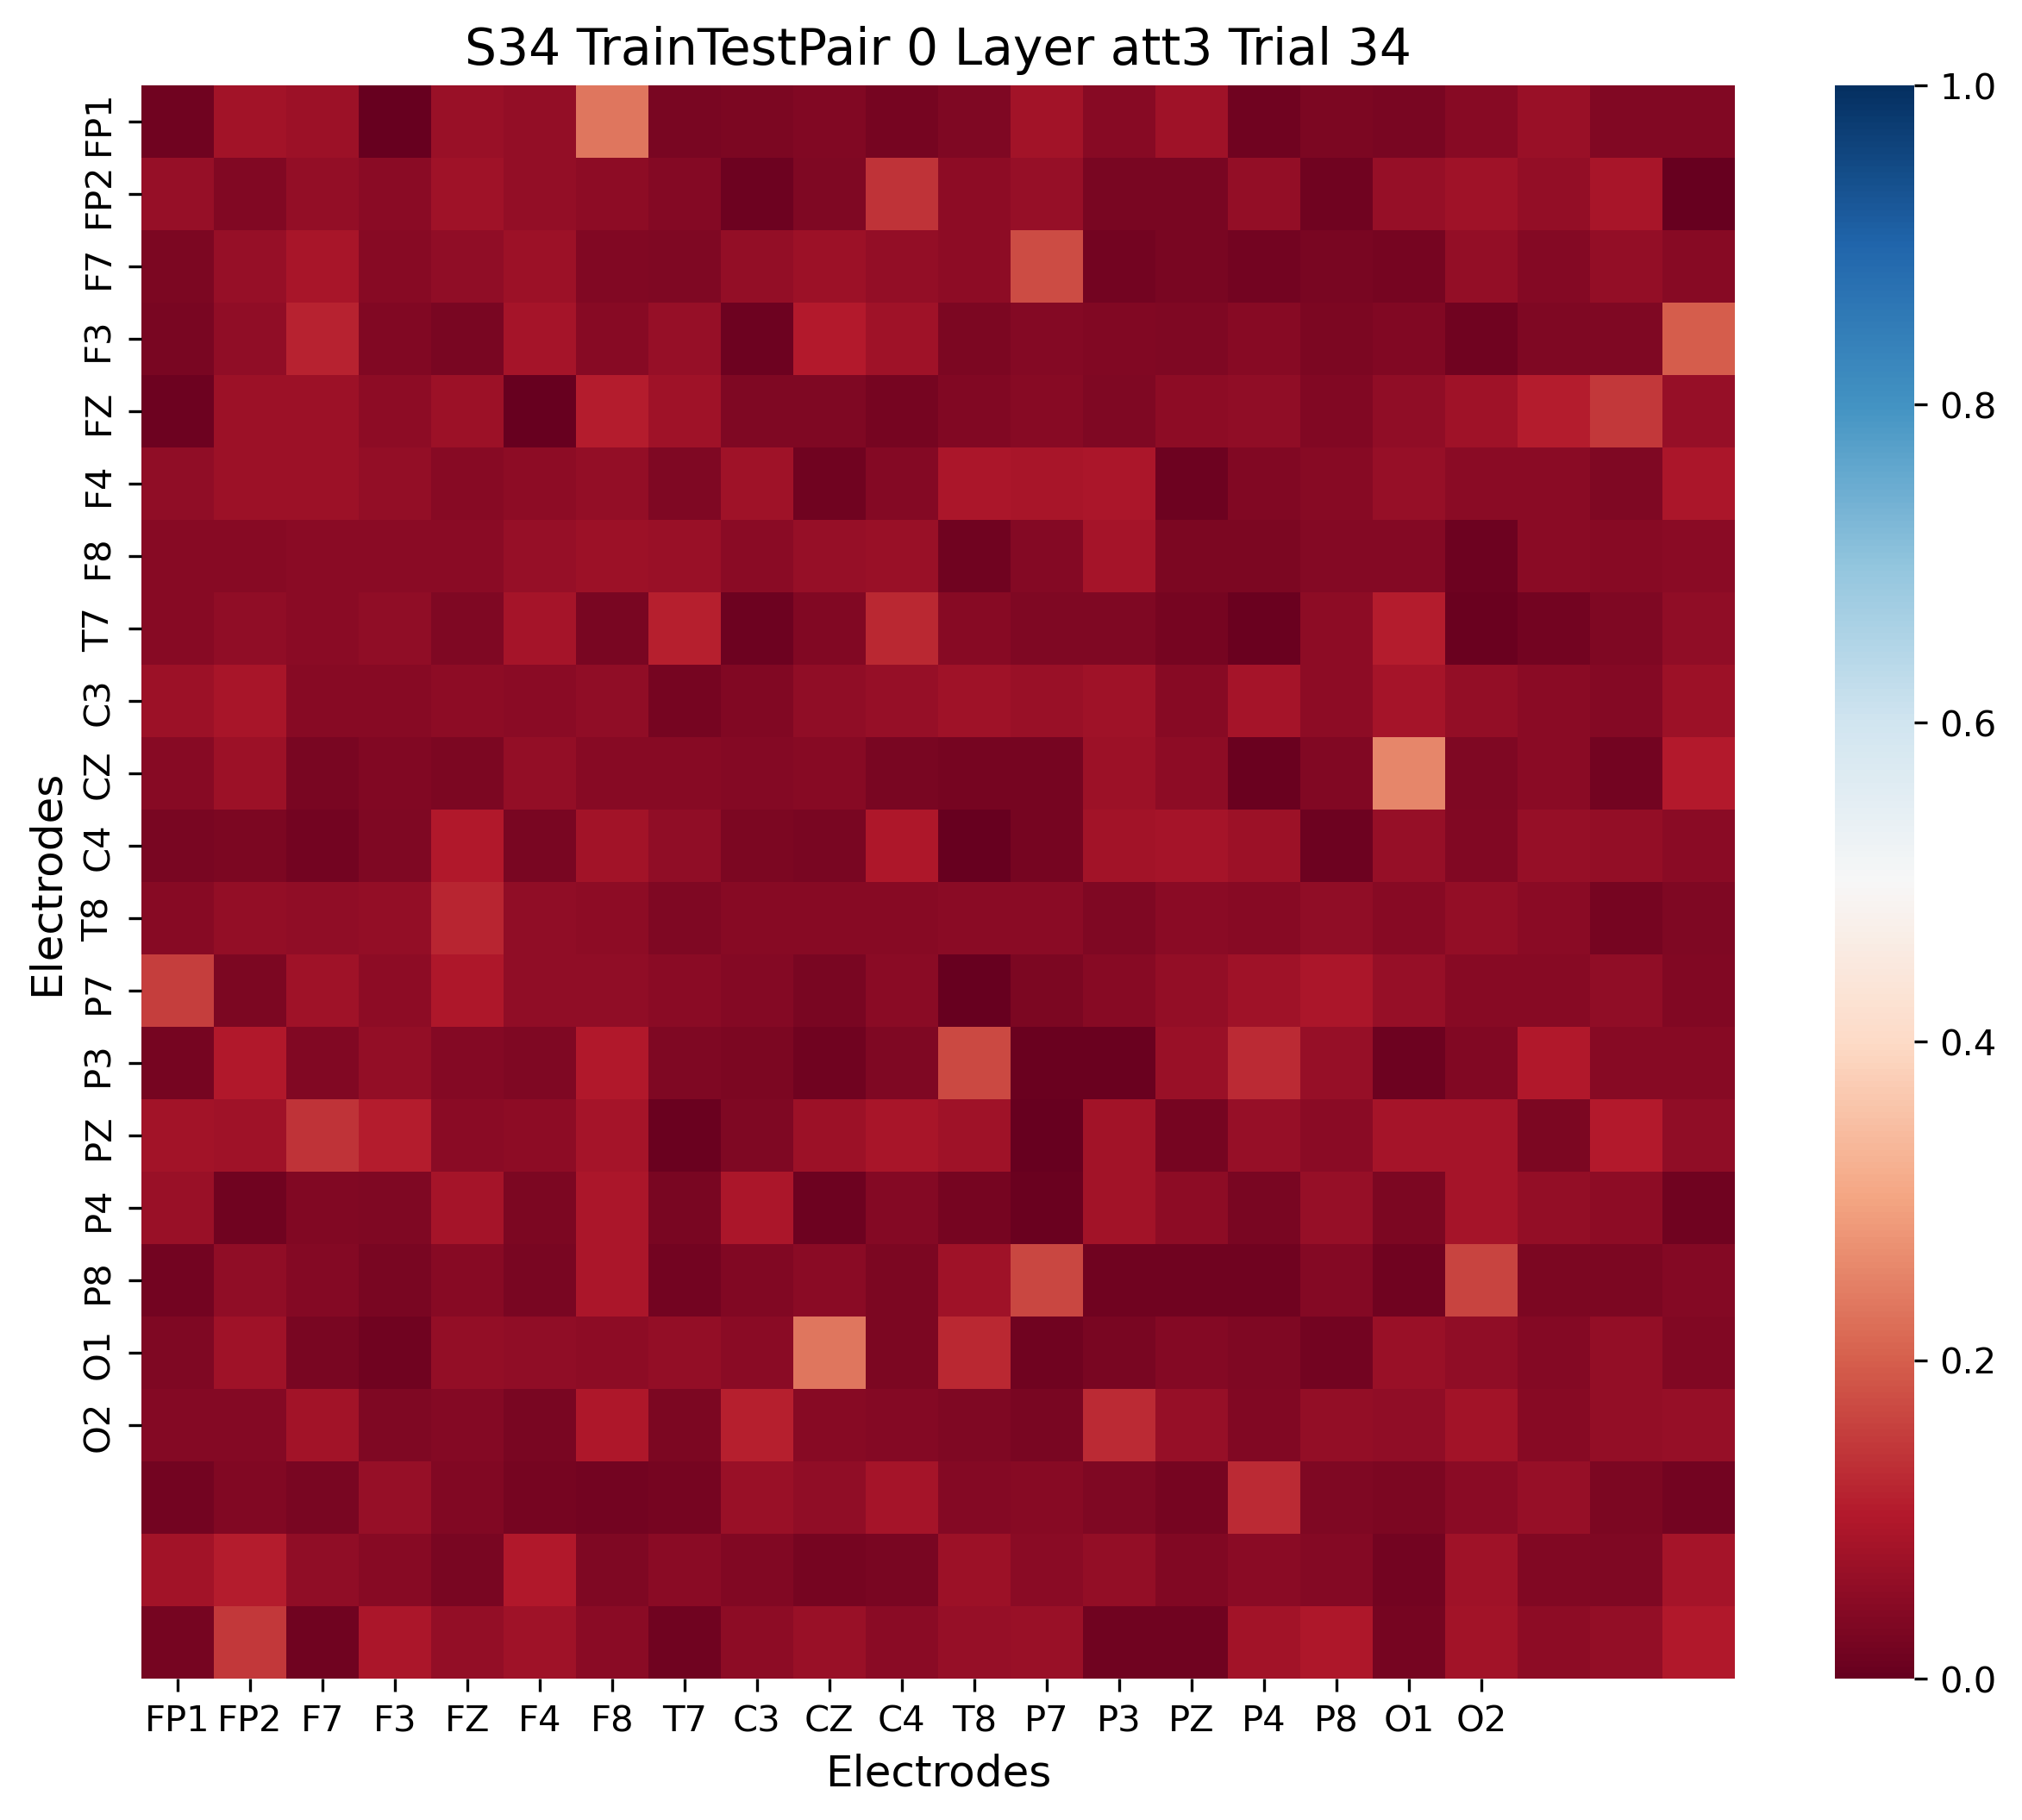 S34 TrainTestPair 0 Layer att3 Trial 34
Electrodes
FP1
FP2
F7
F3
FZ
F4
F8
T7
C3
CZ
C4
T8
P7
P3
PZ
P4
P8
O1
O2
FP1 FP2 F7 F3 FZ F4 F8 T7 C3 CZ C4 T8 P7 P3 PZ P4 P8 O1 O2
Electrodes
1.0
0.8
0.6
0.4
0.2
0.0